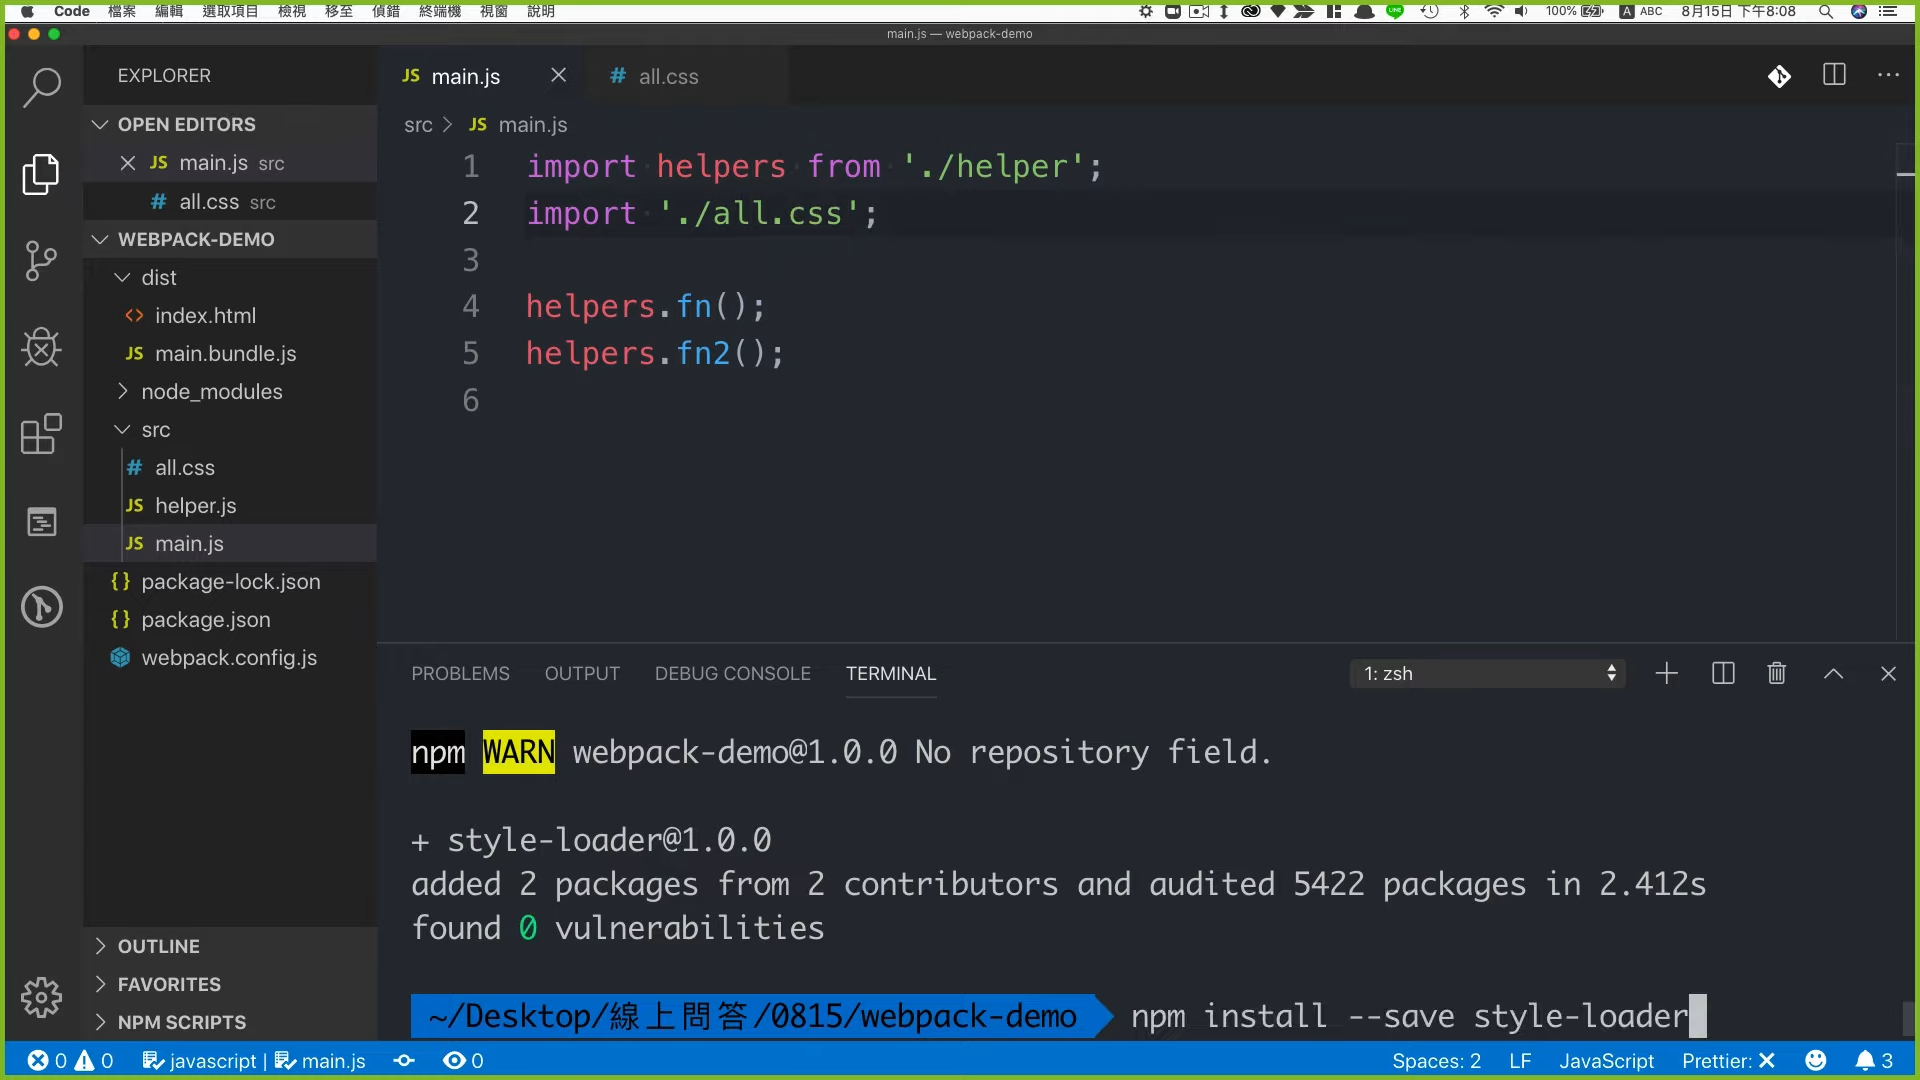 Code 檔案 編輯 選取項目 檢視 移至 偵錯 終端機 視窗 說明
100% A ABC 8月15日 下午8:08
main.js — webpack-demo
EXPLORER
OPEN EDITORS
JS main.js src
# all.css src
WEBPACK-DEMO
dist
<> index.html
JS main.bundle.js
node_modules
src
# all.css
JS helper.js
JS main.js
{} package-lock.json
{} package.json
webpack.config.js
OUTLINE
FAVORITES
NPM SCRIPTS
JS main.js
# all.css
src > JS main.js
1 import helpers from './helper';
2 import './all.css';
3
4 helpers.fn();
5 helpers.fn2();
6
PROBLEMS OUTPUT DEBUG CONSOLE TERMINAL
1: zsh
npm WARN webpack-demo@1.0.0 No repository field.
+ style-loader@1.0.0
added 2 packages from 2 contributors and audited 5422 packages in 2.412s
found 0 vulnerabilities
~/Desktop/線上問答/0815/webpack-demo npm install --save style-loader
0 0 javascript | main.js 0
Spaces: 2 LF JavaScript Prettier: X 3